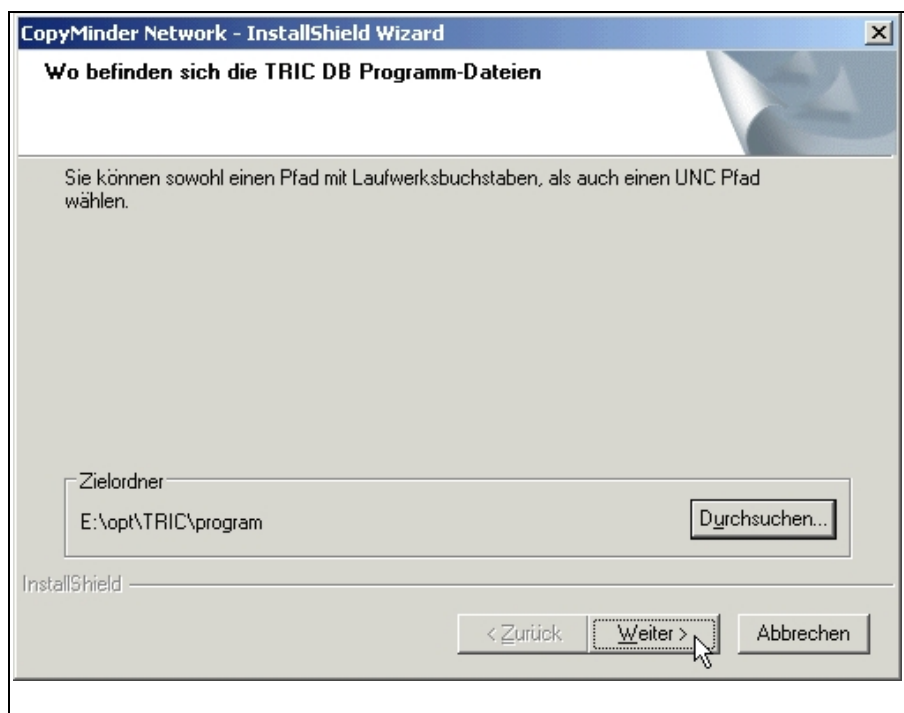 CopyMinder Network - InstallShield Wizard
Wo befinden sich die TRIC DB Programm-Dateien
Sie können sowohl einen Pfad mit Laufwerksbuchstaben, als auch einen UNC Pfad
wählen.
Zielordner
E:\opt\TRIC\program
Durchsuchen...
InstallShield
< Zurück
Weiter >
Abbrechen